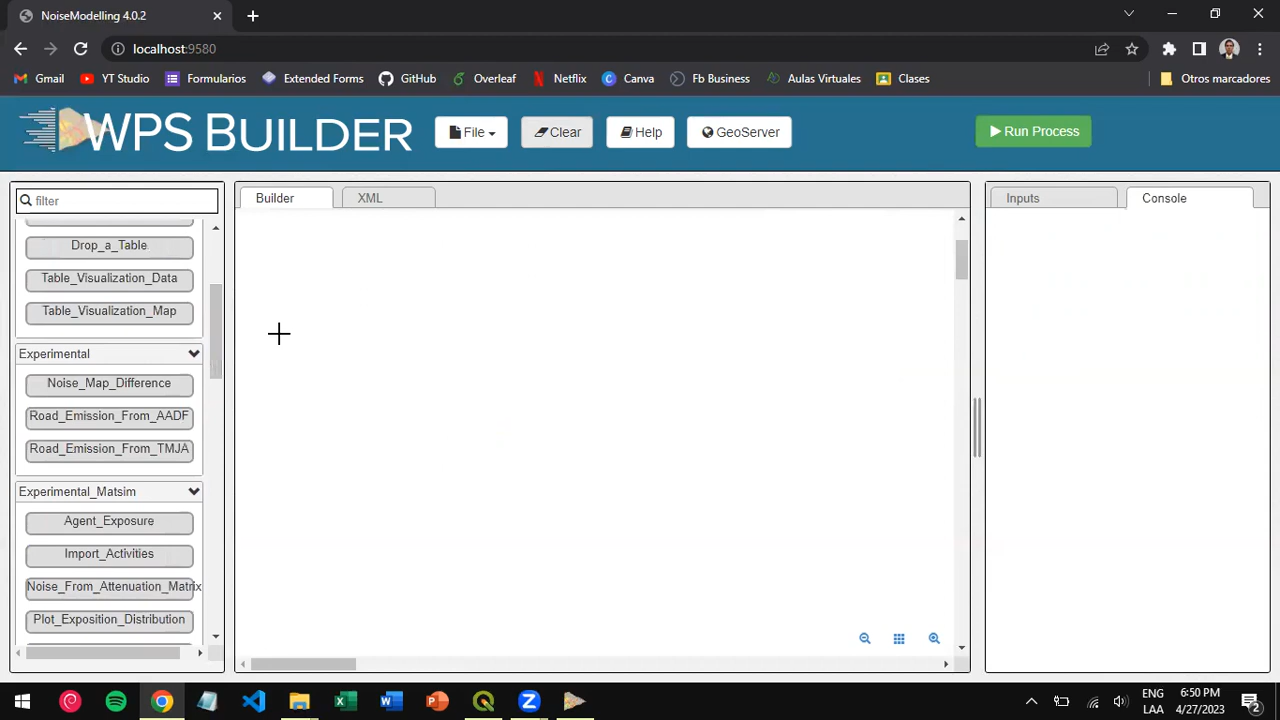 NoiseModelling 4.0.2
localhost:9580
Gmail
YT Studio
Formularios
Extended Forms
GitHub
Overleaf
Netflix
Canva
Fb Business
Aulas Virtuales
Clases
Otros marcadores
WPS BUILDER
File
Clear
Help
GeoServer
Run Process
filter
Drop_a_Table
Table_Visualization_Data
Table_Visualization_Map
Experimental
Noise_Map_Difference
Road_Emission_From_AADF
Road_Emission_From_TMJA
Experimental_Matsim
Agent_Exposure
Import_Activities
Noise_From_Attenuation_Matrix
Plot_Exposition_Distribution
Builder
XML
Inputs
Console
ENG
LAA
6:50 PM
4/27/2023
2